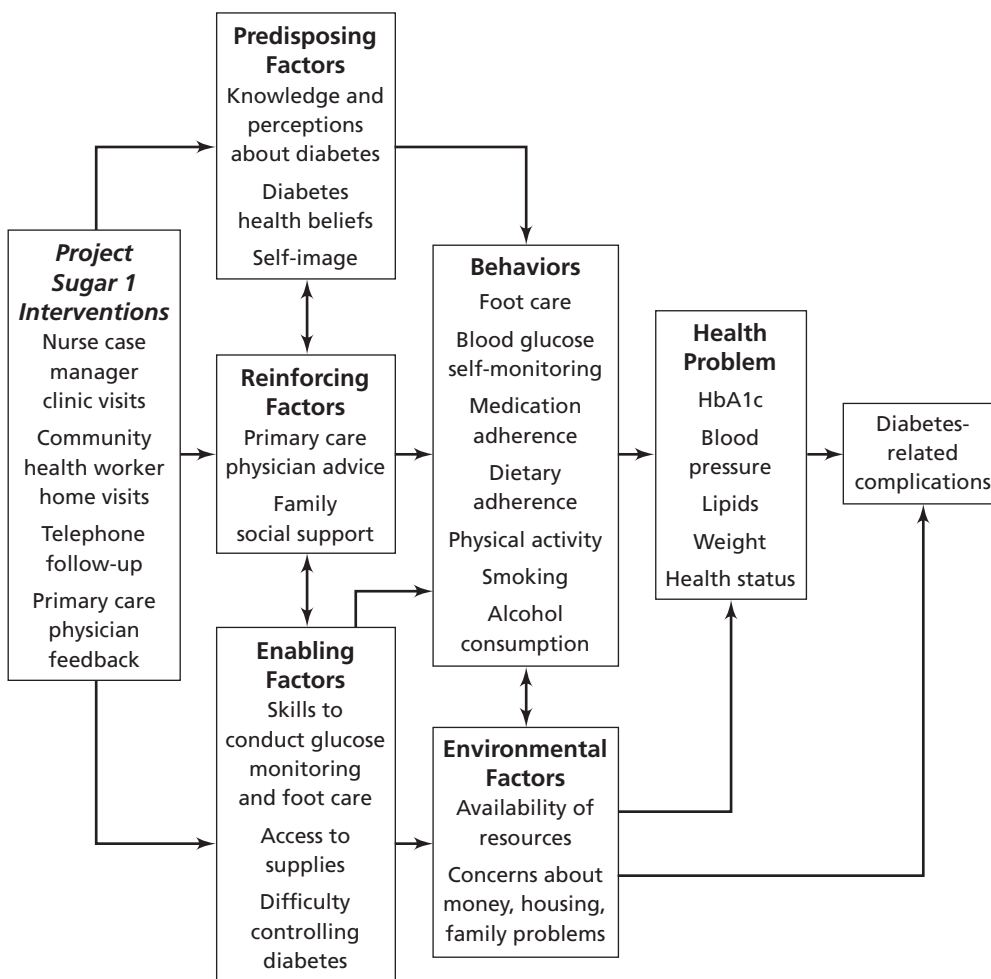 Predisposing
Factors
Knowledge and
perceptions
about diabetes
Diabetes
health beliefs
Self-image
Project
Sugar 1
Interventions
Nurse case
manager
clinic visits
Community
health worker
home visits
Telephone
follow-up
Primary care
physician
feedback
Reinforcing
Factors
Primary care
physician advice
Family
social support
Enabling
Factors
Skills to
conduct glucose
monitoring
and foot care
Access to
supplies
Difficulty
controlling
diabetes
Behaviors
Foot care
Blood glucose
self-monitoring
Medication
adherence
Dietary
adherence
Physical activity
Smoking
Alcohol
consumption
Environmental
Factors
Availability of
resources
Concerns about
money, housing,
family problems
Health
Problem
HbA1c
Blood
pressure
Lipids
Weight
Health status
Diabetes-
related
complications